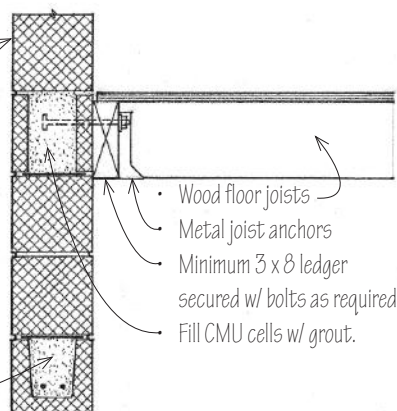 • Wood floor joists
• Metal joist anchors
• Minimum 3 x 8 ledger
secured w/ bolts as required
• Fill CMU cells w/ grout.